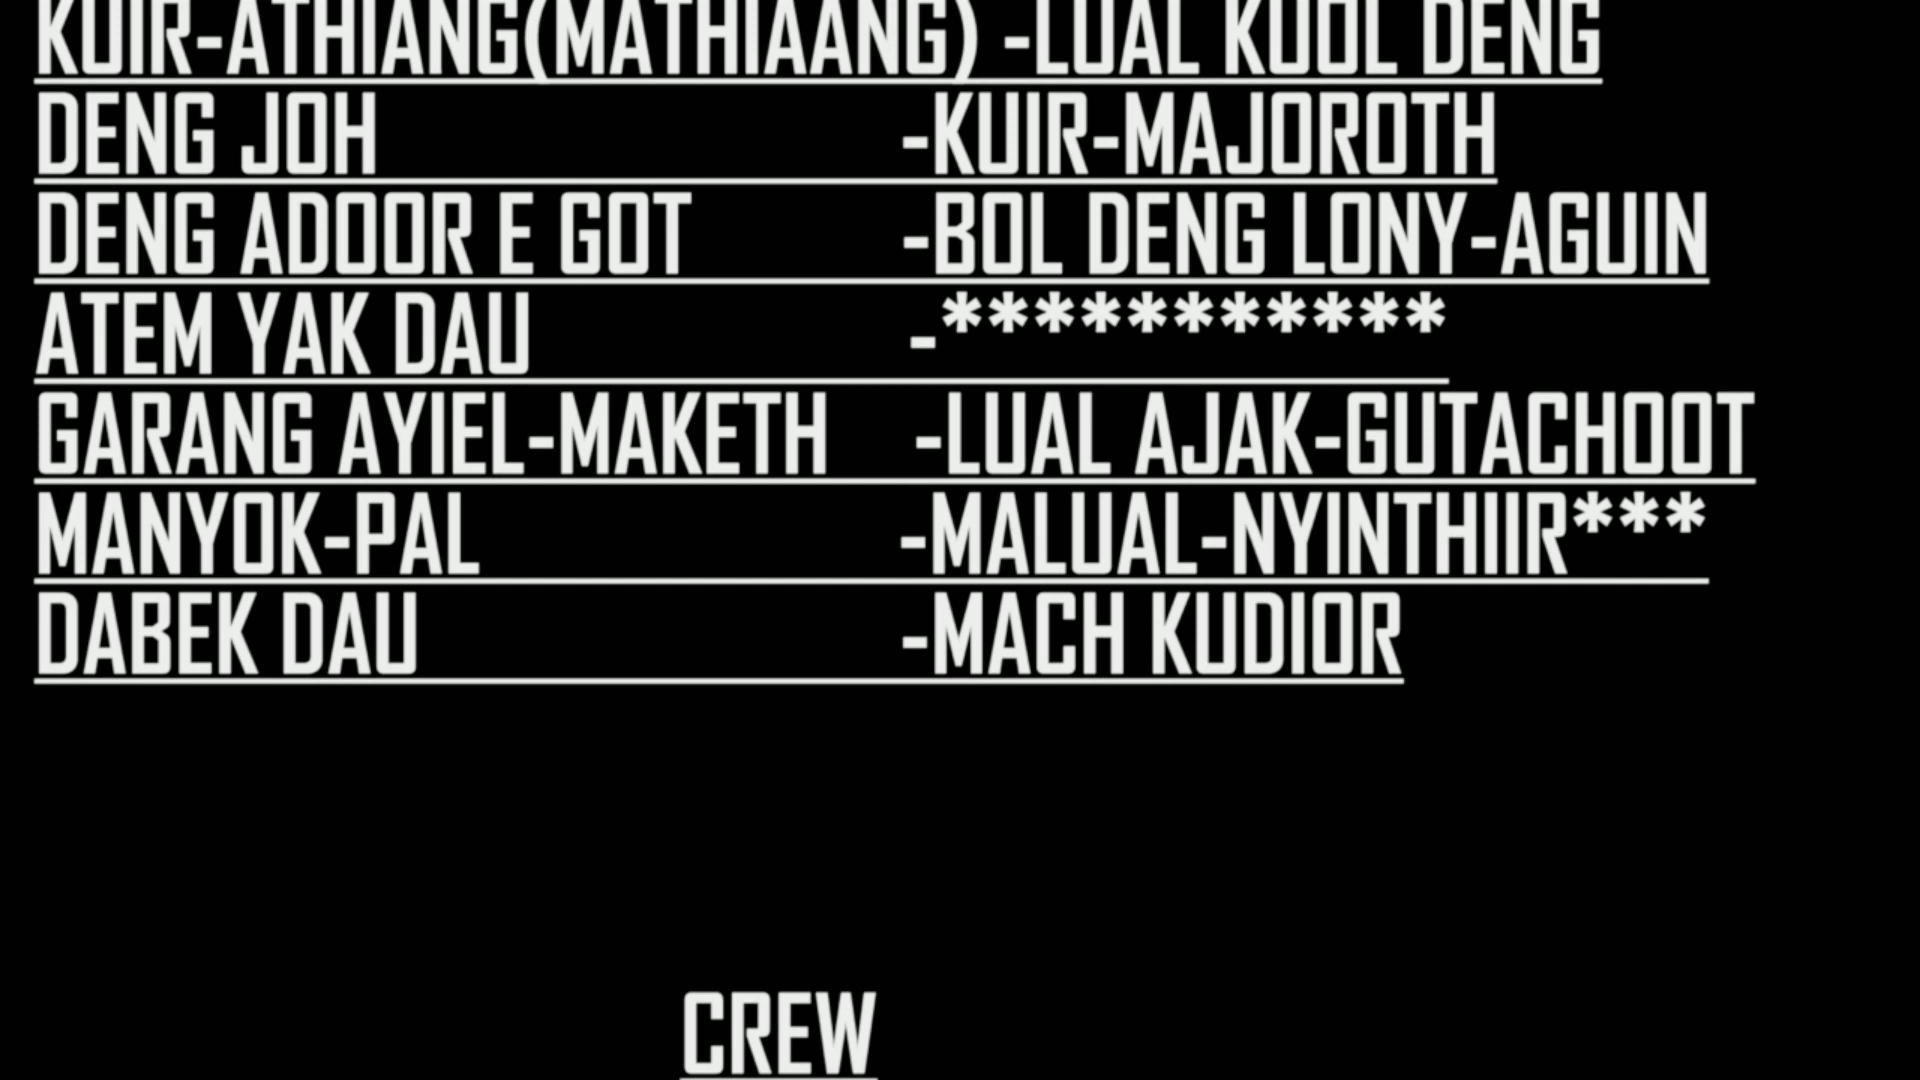 KUIR-ATHIANG(MATHIAANG) -LUAL KUOL DENG
DENG JOH -KUIR-MAJOROTH
DENG ADOOR E GOT -BOL DENG LONY-AGUIN
ATEM YAK DAU -***********
GARANG AYIEL-MAKETH -LUAL AJAK-GUTACHOOT
MANYOK-PAL -MALUAL-NYINTHIIR***
DABEK DAU -MACH KUDIOR
CREW